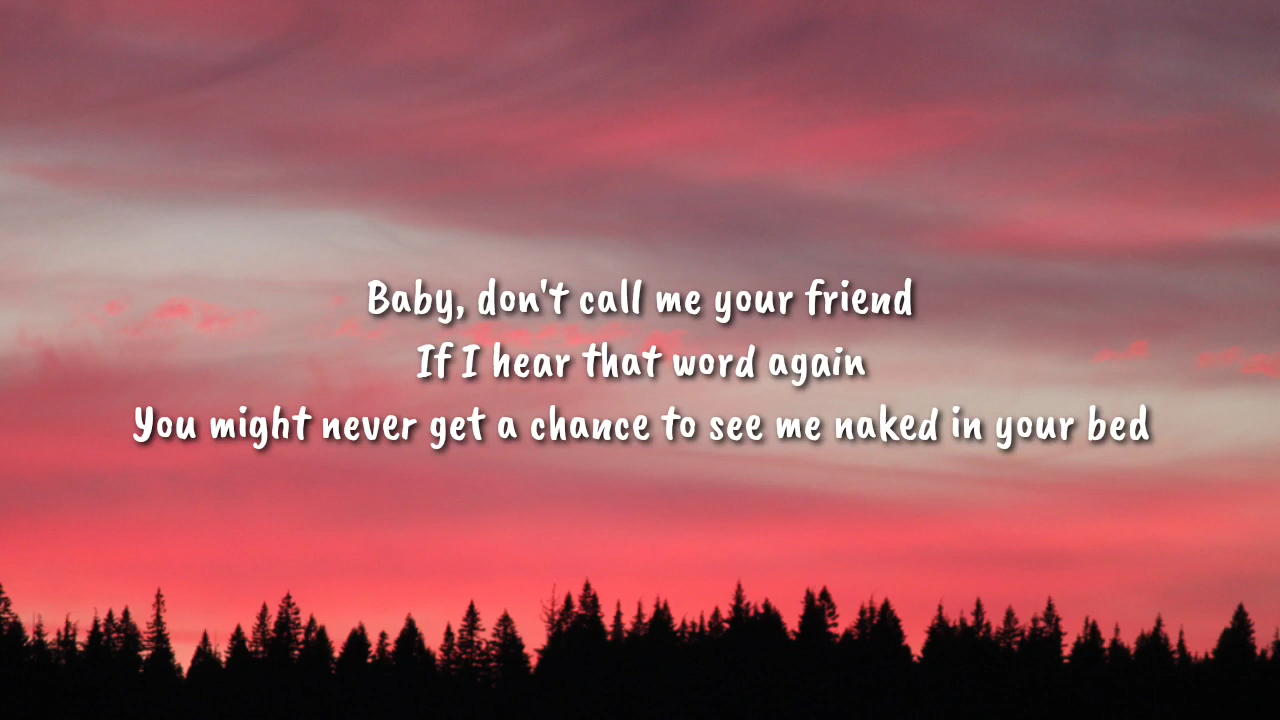 Baby, don't call me your friend
If I hear that word again
You might never get a chance to see me naked in your bed